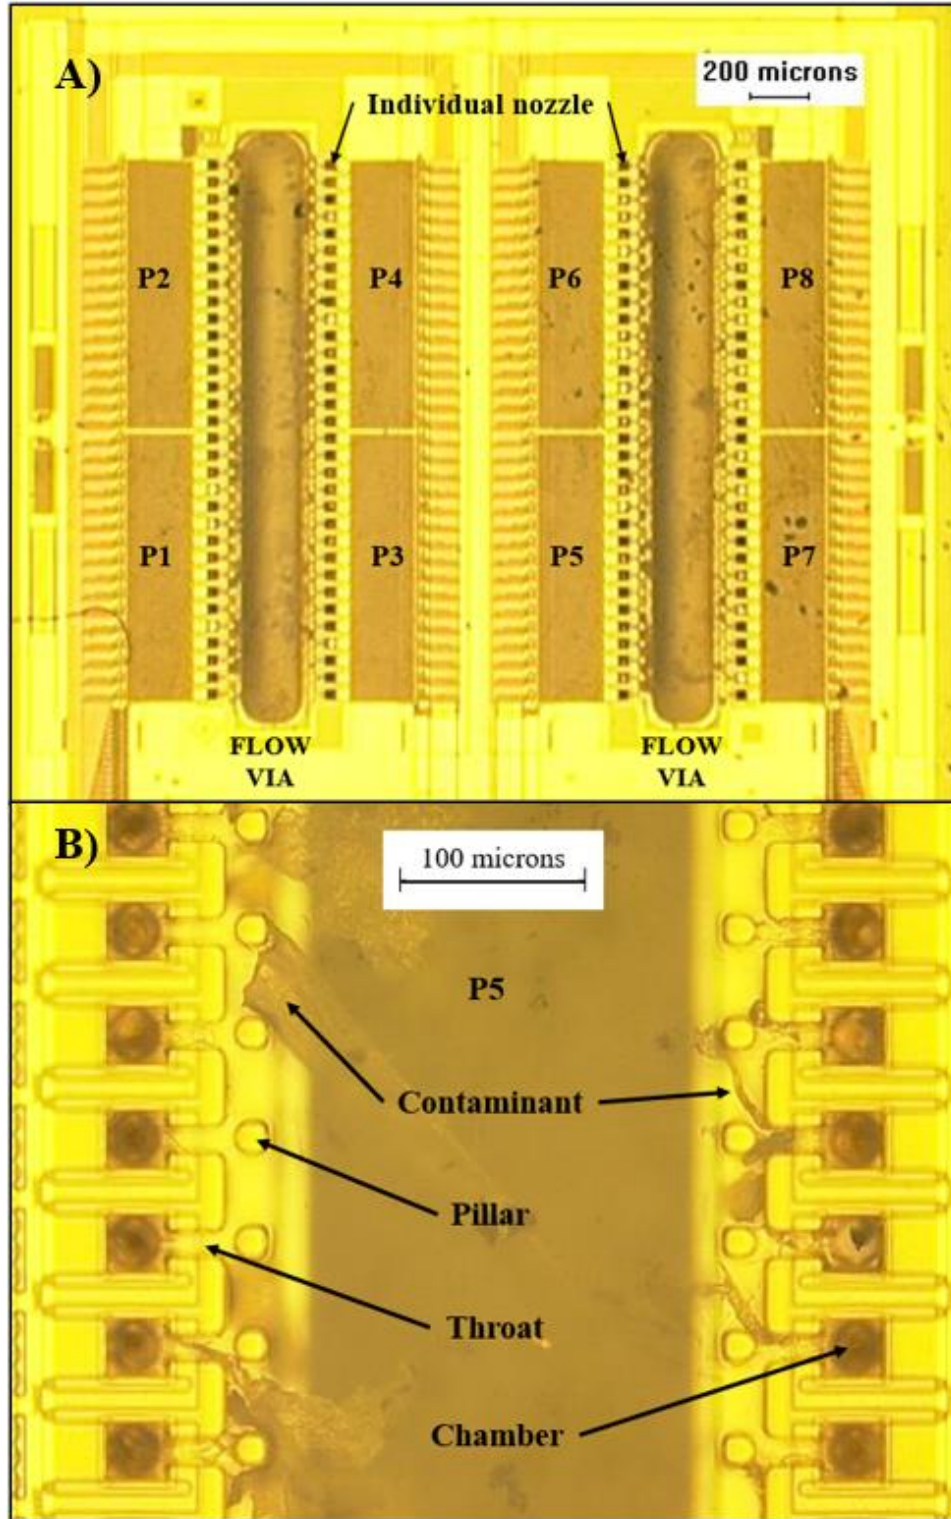 A)
200 microns
Individual nozzle
P2
P4
P6
P8
P1
P3
P5
P7
FLOW
VIA
FLOW
VIA
B)
100 microns
P5
Contaminant
Pillar
Throat
Chamber